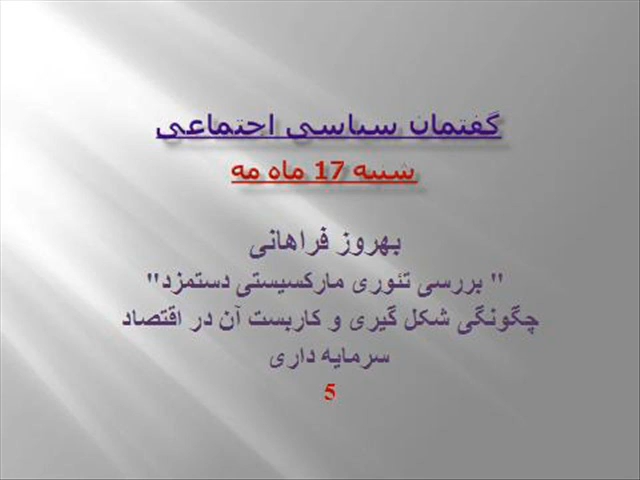 گفتمان سیاسی اجتماعی
شنبه 17 ماه مه
بهروز فراهانی
" بررسی تئوری مارکسیستی دستمزد"
چگونگی شکل گیری و کاربست آن در اقتصاد
سرمایه داری
5